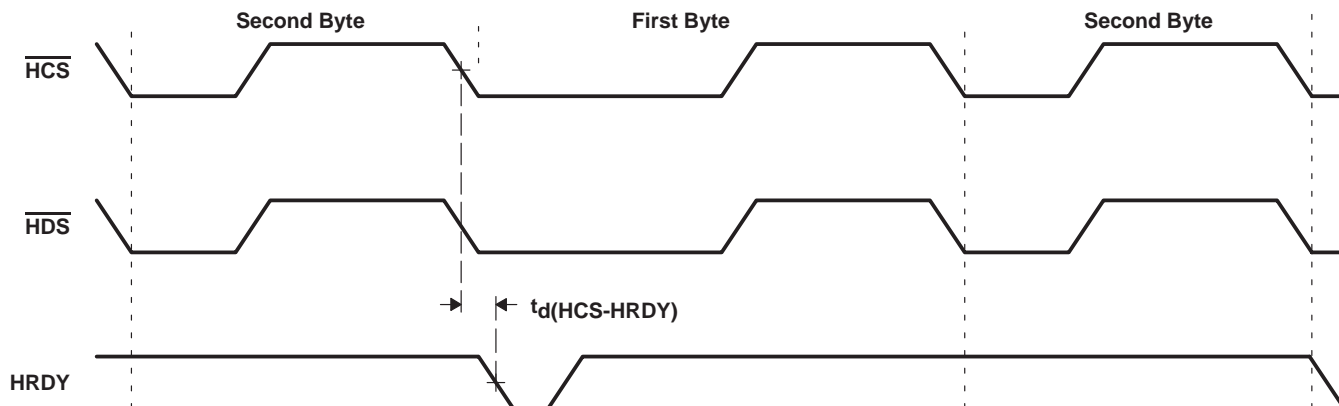 Second Byte First Byte Second Byte
HCS
HDS
td(HCS-HRDY)
HRDY